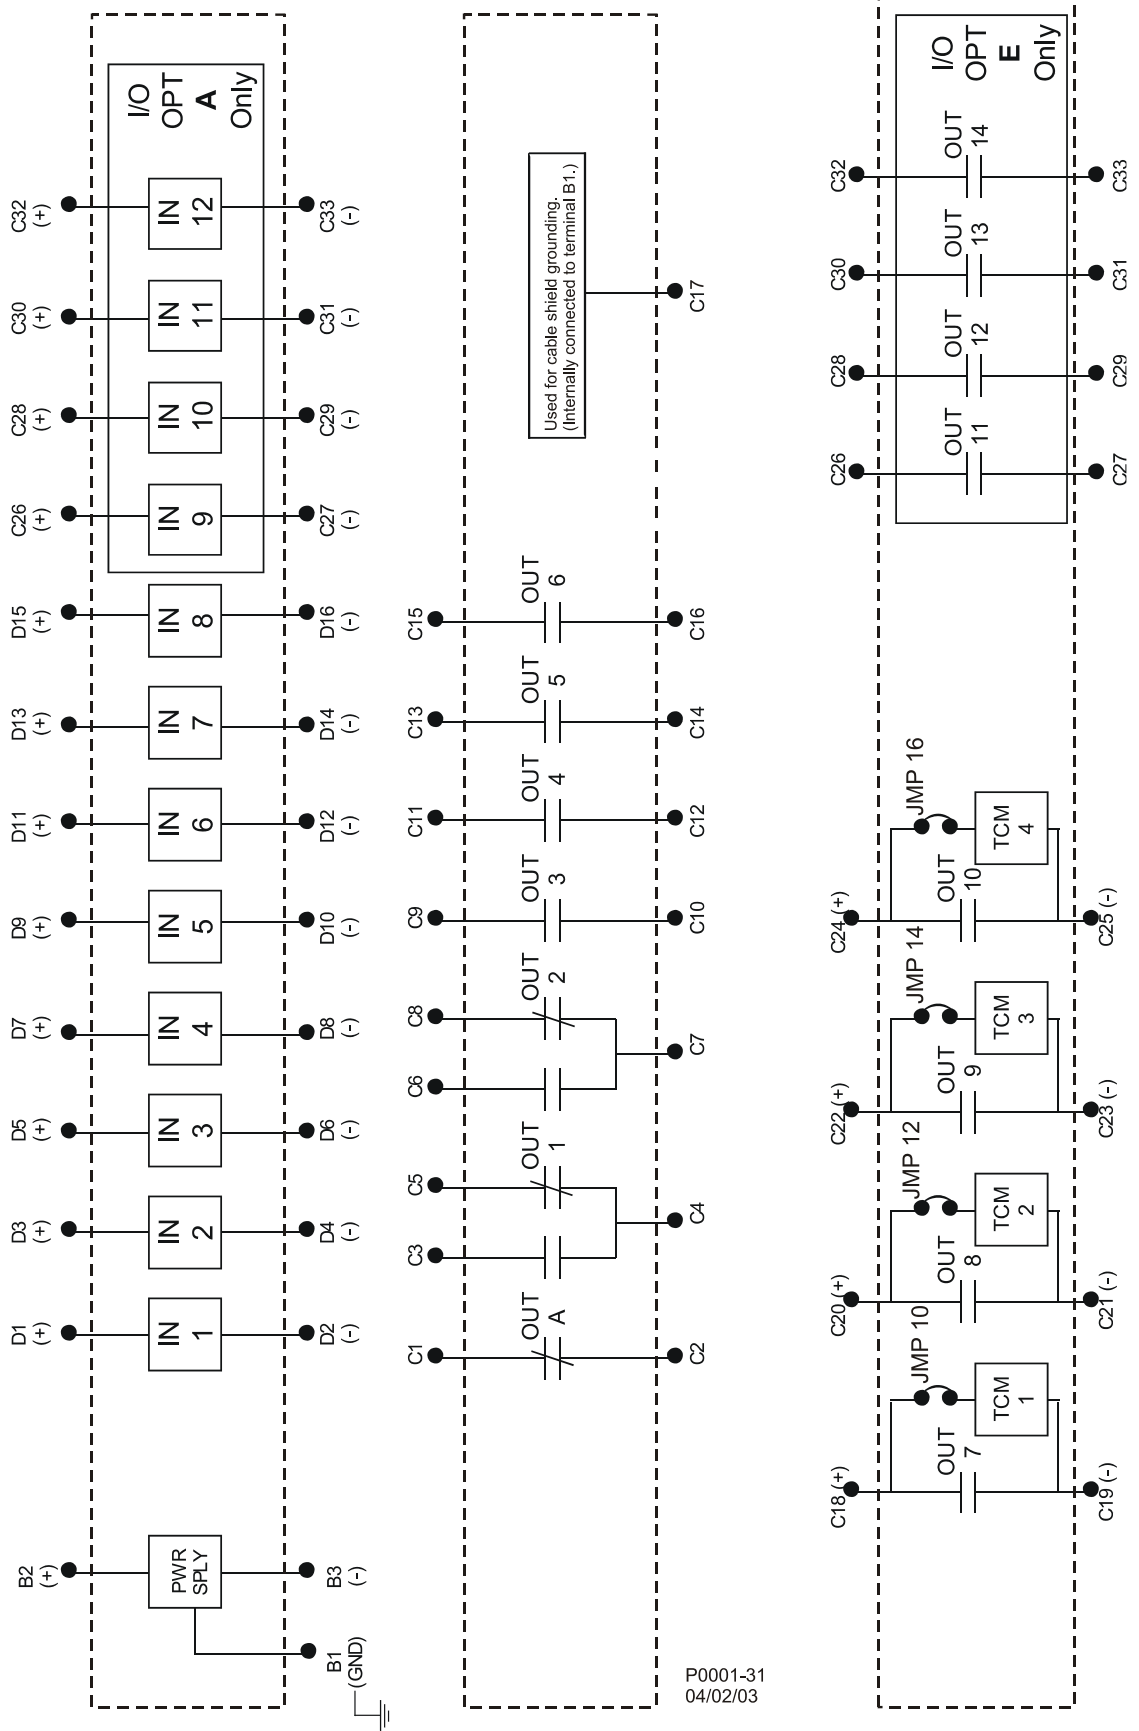 B2
(+)
D1
(+)
D3
(+)
D5
(+)
D7
(+)
D9
(+)
D11
(+)
D13
(+)
D15
(+)
C26
(+)
C28
(+)
C30
(+)
C32
(+)
PWR
SPLY
IN
1
IN
2
IN
3
IN
4
IN
5
IN
6
IN
7
IN
8
IN
9
IN
10
IN
11
IN
12
I/O
OPT
A
Only
B1
(GND)
B3
(-)
D2
(-)
D4
(-)
D6
(-)
D8
(-)
D10
(-)
D12
(-)
D14
(-)
D16
(-)
C27
(-)
C29
(-)
C31
(-)
C33
(-)
C1
C3
C5
C6
C8
C9
C11
C13
C15
OUT
A
OUT
1
OUT
2
OUT
3
OUT
4
OUT
5
OUT
6
Used for cable shield grounding.
(Internally connected to terminal B1.)
C2
C4
C7
C10
C12
C14
C16
C17
C18 (+)
C20 (+)
C22 (+)
C24 (+)
C26
C28
C30
C32
JMP 10
JMP 12
JMP 14
JMP 16
OUT
7
TCM
1
OUT
8
TCM
2
OUT
9
TCM
3
OUT
10
TCM
4
OUT
11
OUT
12
OUT
13
OUT
14
I/O
OPT
E
Only
C19 (-)
C21 (-)
C23 (-)
C25 (-)
C27
C29
C31
C33
P0001-31
04/02/03